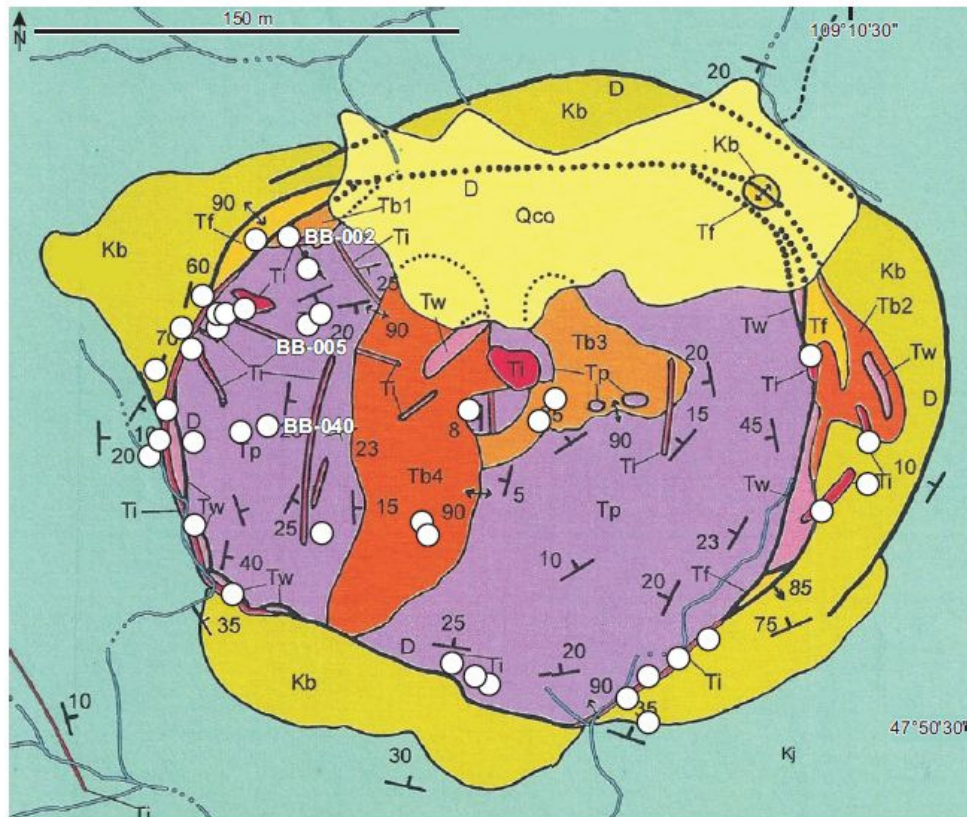 150 m
109°10'30"
N
20
D
Kb
Kb
D
Qco
90
Tb1
Tf
BB-002
Ti
Tf
Kb
Ti
25
Kb
60
Tw
Tb2
90
Tw
Tf
70
20
Tb3
BB-005
Ti
Tw
Ti
Ti
20
Ti
Tp
D
15
8
5
D
BB-040
90
10
45
20
Tp
23
Ti
10
Tb4
Ti
Tw
5
Tp
Ti
Tw
15
90
25
23
10
40
Tw
Tf
20
85
35
75
25
D
Ti
20
Ti
Kb
90
35
10
47°50'30"
30
Kj
Ti